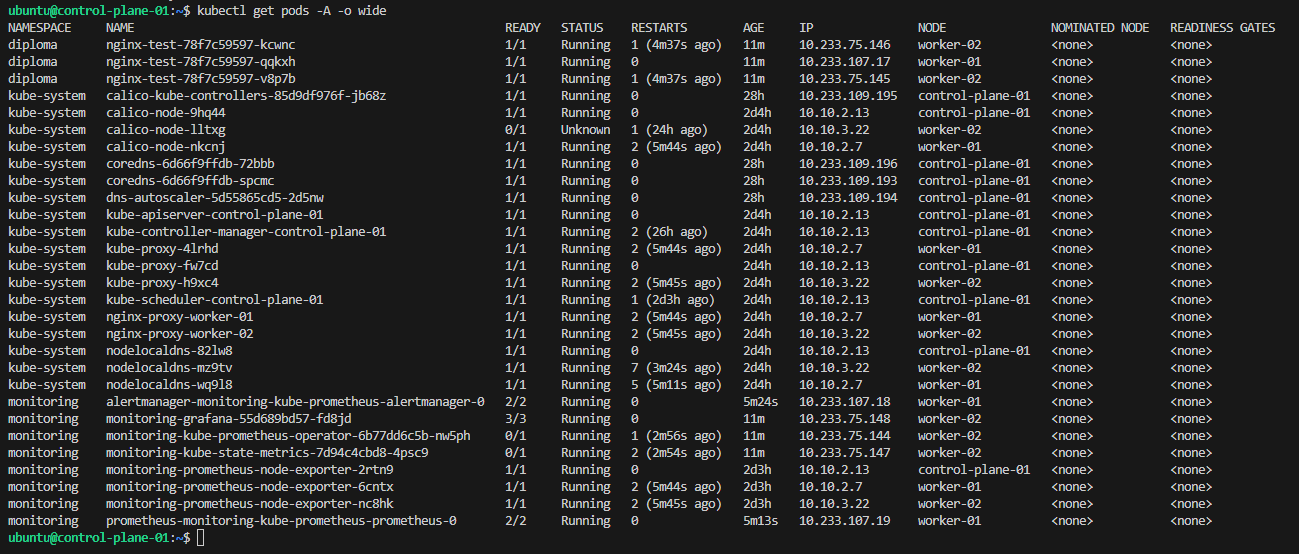 ubuntu@control-plane-01:~$ kubectl get pods -A -o wide
NAMESPACE NAME READY STATUS RESTARTS AGE IP NODE NOMINATED NODE READINESS GATES
diploma nginx-test-78f7c59597-kcwnc 1/1 Running 1 (4m37s ago) 11m 10.233.75.146 worker-02 <none> <none>
diploma nginx-test-78f7c59597-qqkxh 1/1 Running 0 11m 10.233.107.17 worker-01 <none> <none>
diploma nginx-test-78f7c59597-v8p7b 1/1 Running 1 (4m37s ago) 11m 10.233.75.145 worker-02 <none> <none>
kube-system calico-kube-controllers-85d9df976f-jb68z 1/1 Running 0 28h 10.233.109.195 control-plane-01 <none> <none>
kube-system calico-node-9hq44 1/1 Running 0 2d4h 10.10.2.13 control-plane-01 <none> <none>
kube-system calico-node-lltxg 0/1 Unknown 1 (24h ago) 2d4h 10.10.3.22 worker-02 <none> <none>
kube-system calico-node-nkcnj 1/1 Running 2 (5m44s ago) 2d4h 10.10.2.7 worker-01 <none> <none>
kube-system coredns-6d66f9ffdb-72bbb 1/1 Running 0 28h 10.233.109.196 control-plane-01 <none> <none>
kube-system coredns-6d66f9ffdb-spcmc 1/1 Running 0 28h 10.233.109.193 control-plane-01 <none> <none>
kube-system dns-autoscaler-5d55865cd5-2d5nw 1/1 Running 0 28h 10.233.109.194 control-plane-01 <none> <none>
kube-system kube-apiserver-control-plane-01 1/1 Running 0 2d4h 10.10.2.13 control-plane-01 <none> <none>
kube-system kube-controller-manager-control-plane-01 1/1 Running 2 (26h ago) 2d4h 10.10.2.13 control-plane-01 <none> <none>
kube-system kube-proxy-4lrhd 1/1 Running 2 (5m44s ago) 2d4h 10.10.2.7 worker-01 <none> <none>
kube-system kube-proxy-fw7cd 1/1 Running 0 2d4h 10.10.2.13 control-plane-01 <none> <none>
kube-system kube-proxy-h9xc4 1/1 Running 2 (5m45s ago) 2d4h 10.10.3.22 worker-02 <none> <none>
kube-system kube-scheduler-control-plane-01 1/1 Running 1 (2d3h ago) 2d4h 10.10.2.13 control-plane-01 <none> <none>
kube-system nginx-proxy-worker-01 1/1 Running 2 (5m44s ago) 2d4h 10.10.2.7 worker-01 <none> <none>
kube-system nginx-proxy-worker-02 1/1 Running 2 (5m45s ago) 2d4h 10.10.3.22 worker-02 <none> <none>
kube-system nodelocaldns-82lw8 1/1 Running 0 2d4h 10.10.2.13 control-plane-01 <none> <none>
kube-system nodelocaldns-mz9tv 1/1 Running 7 (3m24s ago) 2d4h 10.10.3.22 worker-02 <none> <none>
kube-system nodelocaldns-wq9l8 1/1 Running 5 (5m11s ago) 2d4h 10.10.2.7 worker-01 <none> <none>
monitoring alertmanager-monitoring-kube-prometheus-alertmanager-0 2/2 Running 0 5m24s 10.233.107.18 worker-01 <none> <none>
monitoring monitoring-grafana-55d689bd57-fd8jd 3/3 Running 0 11m 10.233.75.148 worker-02 <none> <none>
monitoring monitoring-kube-prometheus-operator-6b77dd6c5b-nw5ph 0/1 Running 1 (2m56s ago) 11m 10.233.75.144 worker-02 <none> <none>
monitoring monitoring-kube-state-metrics-7d94c4cbd8-4psc9 0/1 Running 2 (2m54s ago) 11m 10.233.75.147 worker-02 <none> <none>
monitoring monitoring-prometheus-node-exporter-2rtn9 1/1 Running 0 2d3h 10.10.2.13 control-plane-01 <none> <none>
monitoring monitoring-prometheus-node-exporter-6cntx 1/1 Running 2 (5m44s ago) 2d3h 10.10.2.7 worker-01 <none> <none>
monitoring monitoring-prometheus-node-exporter-nc8hk 1/1 Running 2 (5m45s ago) 2d3h 10.10.3.22 worker-02 <none> <none>
monitoring prometheus-monitoring-kube-prometheus-prometheus-0 2/2 Running 0 5m13s 10.233.107.19 worker-01 <none> <none>
ubuntu@control-plane-01:~$